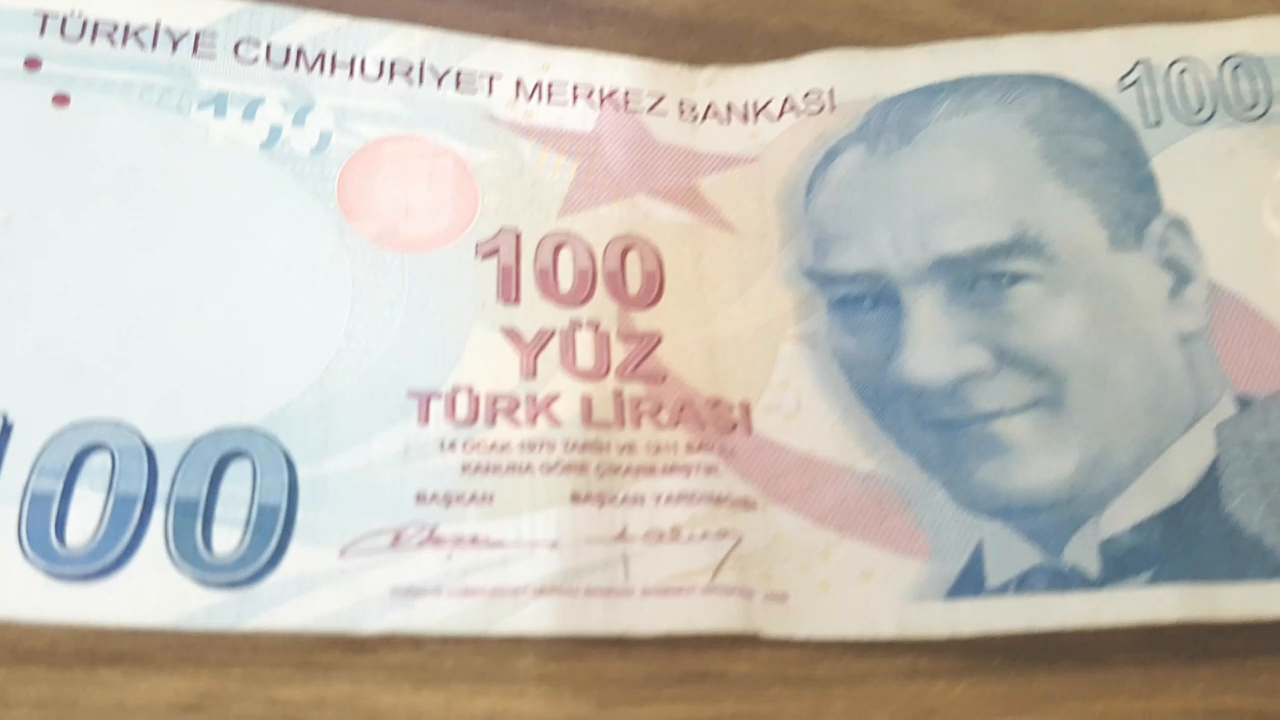 TÜRKİYE CUMHURİYET MERKEZ BANKASI
100
100
100
YÜZ
TÜRK LİRASI
14 OCAK 1970 TARİH VE 1211 SAYILI
KANUNA GÖRE ÇIKARILMIŞTIR.
BAŞKAN BAŞKAN YARDIMCISI
00